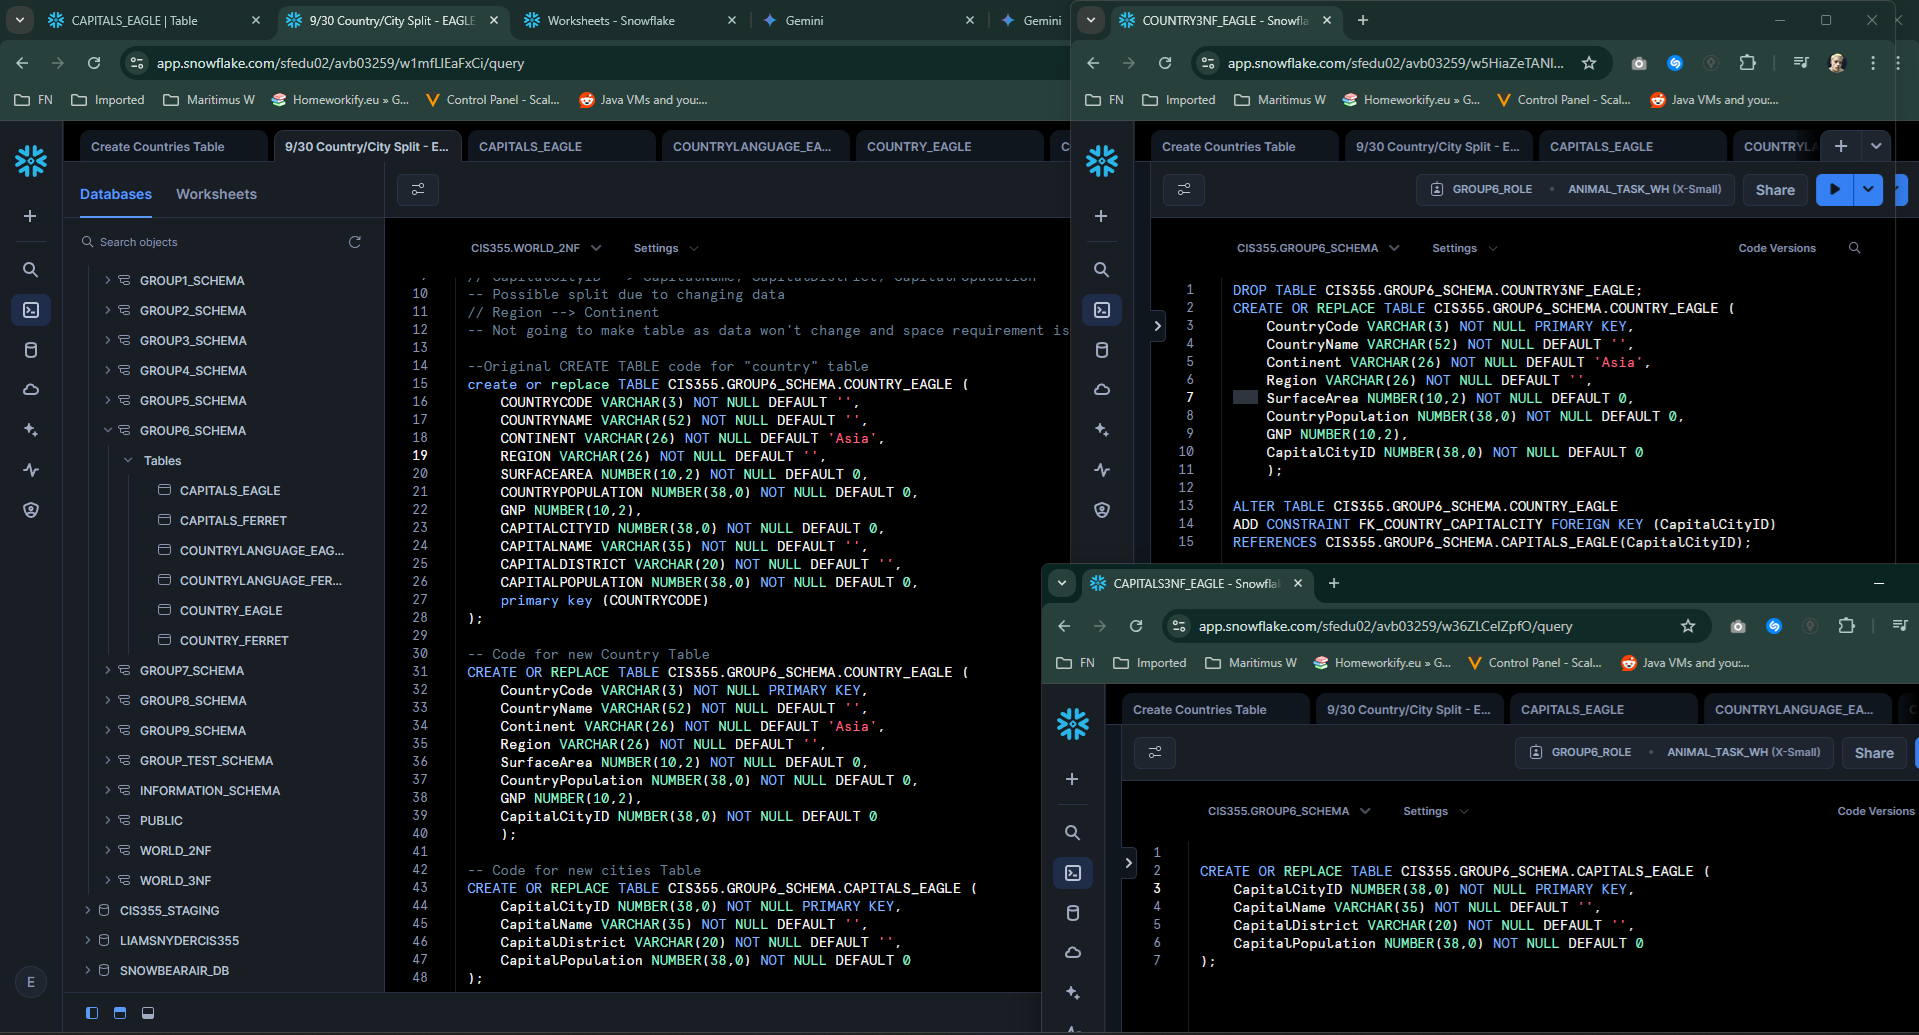 CAPITALS_EAGLE | Table
9/30 Country/City Split - EAGLE
Worksheets - Snowflake
Gemini
Gemini
app.snowflake.com/sfedu02/avb03259/w1mfLlEaFxCi/query
FN
Imported
Maritimus W
Homeworkify.eu » G...
Control Panel - Scal...
Java VMs and you:...
Create Countries Table
9/30 Country/City Split - E...
CAPITALS_EAGLE
COUNTRYLANGUAGE_EA...
COUNTRY_EAGLE
Databases
Worksheets
Search objects
GROUP1_SCHEMA
GROUP2_SCHEMA
GROUP3_SCHEMA
GROUP4_SCHEMA
GROUP5_SCHEMA
GROUP6_SCHEMA
Tables
CAPITALS_EAGLE
CAPITALS_FERRET
COUNTRYLANGUAGE_EAG...
COUNTRYLANGUAGE_FER...
COUNTRY_EAGLE
COUNTRY_FERRET
GROUP7_SCHEMA
GROUP8_SCHEMA
GROUP9_SCHEMA
GROUP_TEST_SCHEMA
INFORMATION_SCHEMA
PUBLIC
WORLD_2NF
WORLD_3NF
CIS355_STAGING
LIAMSNYDERCIS355
SNOWBEARAIR_DB
E
CIS355.WORLD_2NF
Settings
// CapitalCityID --> CapitalName, CapitalDistrict, CapitalPopulation
10 -- Possible split due to changing data
11 // Region --> Continent
12 -- Not going to make table as data won't change and space requirement is
13
14 --Original CREATE TABLE code for "country" table
15 create or replace TABLE CIS355.GROUP6_SCHEMA.COUNTRY_EAGLE (
16 COUNTRYCODE VARCHAR(3) NOT NULL DEFAULT '',
17 COUNTRYNAME VARCHAR(52) NOT NULL DEFAULT '',
18 CONTINENT VARCHAR(26) NOT NULL DEFAULT 'Asia',
19 REGION VARCHAR(26) NOT NULL DEFAULT '',
20 SURFACEAREA NUMBER(10,2) NOT NULL DEFAULT 0,
21 COUNTRYPOPULATION NUMBER(38,0) NOT NULL DEFAULT 0,
22 GNP NUMBER(10,2),
23 CAPITALCITYID NUMBER(38,0) NOT NULL DEFAULT 0,
24 CAPITALNAME VARCHAR(35) NOT NULL DEFAULT '',
25 CAPITALDISTRICT VARCHAR(20) NOT NULL DEFAULT '',
26 CAPITALPOPULATION NUMBER(38,0) NOT NULL DEFAULT 0,
27 primary key (COUNTRYCODE)
28 );
29
30 -- Code for new Country Table
31 CREATE OR REPLACE TABLE CIS355.GROUP6_SCHEMA.COUNTRY_EAGLE (
32 CountryCode VARCHAR(3) NOT NULL PRIMARY KEY,
33 CountryName VARCHAR(52) NOT NULL DEFAULT '',
34 Continent VARCHAR(26) NOT NULL DEFAULT 'Asia',
35 Region VARCHAR(26) NOT NULL DEFAULT '',
36 SurfaceArea NUMBER(10,2) NOT NULL DEFAULT 0,
37 CountryPopulation NUMBER(38,0) NOT NULL DEFAULT 0,
38 GNP NUMBER(10,2),
39 CapitalCityID NUMBER(38,0) NOT NULL DEFAULT 0
40 );
41
42 -- Code for new cities Table
43 CREATE OR REPLACE TABLE CIS355.GROUP6_SCHEMA.CAPITALS_EAGLE (
44 CapitalCityID NUMBER(38,0) NOT NULL PRIMARY KEY,
45 CapitalName VARCHAR(35) NOT NULL DEFAULT '',
46 CapitalDistrict VARCHAR(20) NOT NULL DEFAULT '',
47 CapitalPopulation NUMBER(38,0) NOT NULL DEFAULT 0
48 );
COUNTRY3NF_EAGLE - Snowfla
app.snowflake.com/sfedu02/avb03259/w5HiaZeTANl...
FN
Imported
Maritimus W
Homeworkify.eu » G...
Control Panel - Scal...
Java VMs and you:...
Create Countries Table
9/30 Country/City Split - E...
CAPITALS_EAGLE
COUNTRYLA
GROUP6_ROLE • ANIMAL_TASK_WH (X-Small)
Share
CIS355.GROUP6_SCHEMA
Settings
Code Versions
1 DROP TABLE CIS355.GROUP6_SCHEMA.COUNTRY3NF_EAGLE;
2 CREATE OR REPLACE TABLE CIS355.GROUP6_SCHEMA.COUNTRY_EAGLE (
3 CountryCode VARCHAR(3) NOT NULL PRIMARY KEY,
4 CountryName VARCHAR(52) NOT NULL DEFAULT '',
5 Continent VARCHAR(26) NOT NULL DEFAULT 'Asia',
6 Region VARCHAR(26) NOT NULL DEFAULT '',
7 SurfaceArea NUMBER(10,2) NOT NULL DEFAULT 0,
8 CountryPopulation NUMBER(38,0) NOT NULL DEFAULT 0,
9 GNP NUMBER(10,2),
10 CapitalCityID NUMBER(38,0) NOT NULL DEFAULT 0
11 );
12
13 ALTER TABLE CIS355.GROUP6_SCHEMA.COUNTRY_EAGLE
14 ADD CONSTRAINT FK_COUNTRY_CAPITALCITY FOREIGN KEY (CapitalCityID)
15 REFERENCES CIS355.GROUP6_SCHEMA.CAPITALS_EAGLE(CapitalCityID);
CAPITALS3NF_EAGLE - Snowfla
app.snowflake.com/sfedu02/avb03259/w36ZLCelZpfO/query
FN
Imported
Maritimus W
Homeworkify.eu » G...
Control Panel - Scal...
Java VMs and you:...
Create Countries Table
9/30 Country/City Split - E...
CAPITALS_EAGLE
COUNTRYLANGUAGE_EA...
GROUP6_ROLE • ANIMAL_TASK_WH (X-Small)
Share
CIS355.GROUP6_SCHEMA
Settings
Code Versions
1
2 CREATE OR REPLACE TABLE CIS355.GROUP6_SCHEMA.CAPITALS_EAGLE (
3 CapitalCityID NUMBER(38,0) NOT NULL PRIMARY KEY,
4 CapitalName VARCHAR(35) NOT NULL DEFAULT '',
5 CapitalDistrict VARCHAR(20) NOT NULL DEFAULT '',
6 CapitalPopulation NUMBER(38,0) NOT NULL DEFAULT 0
7 );